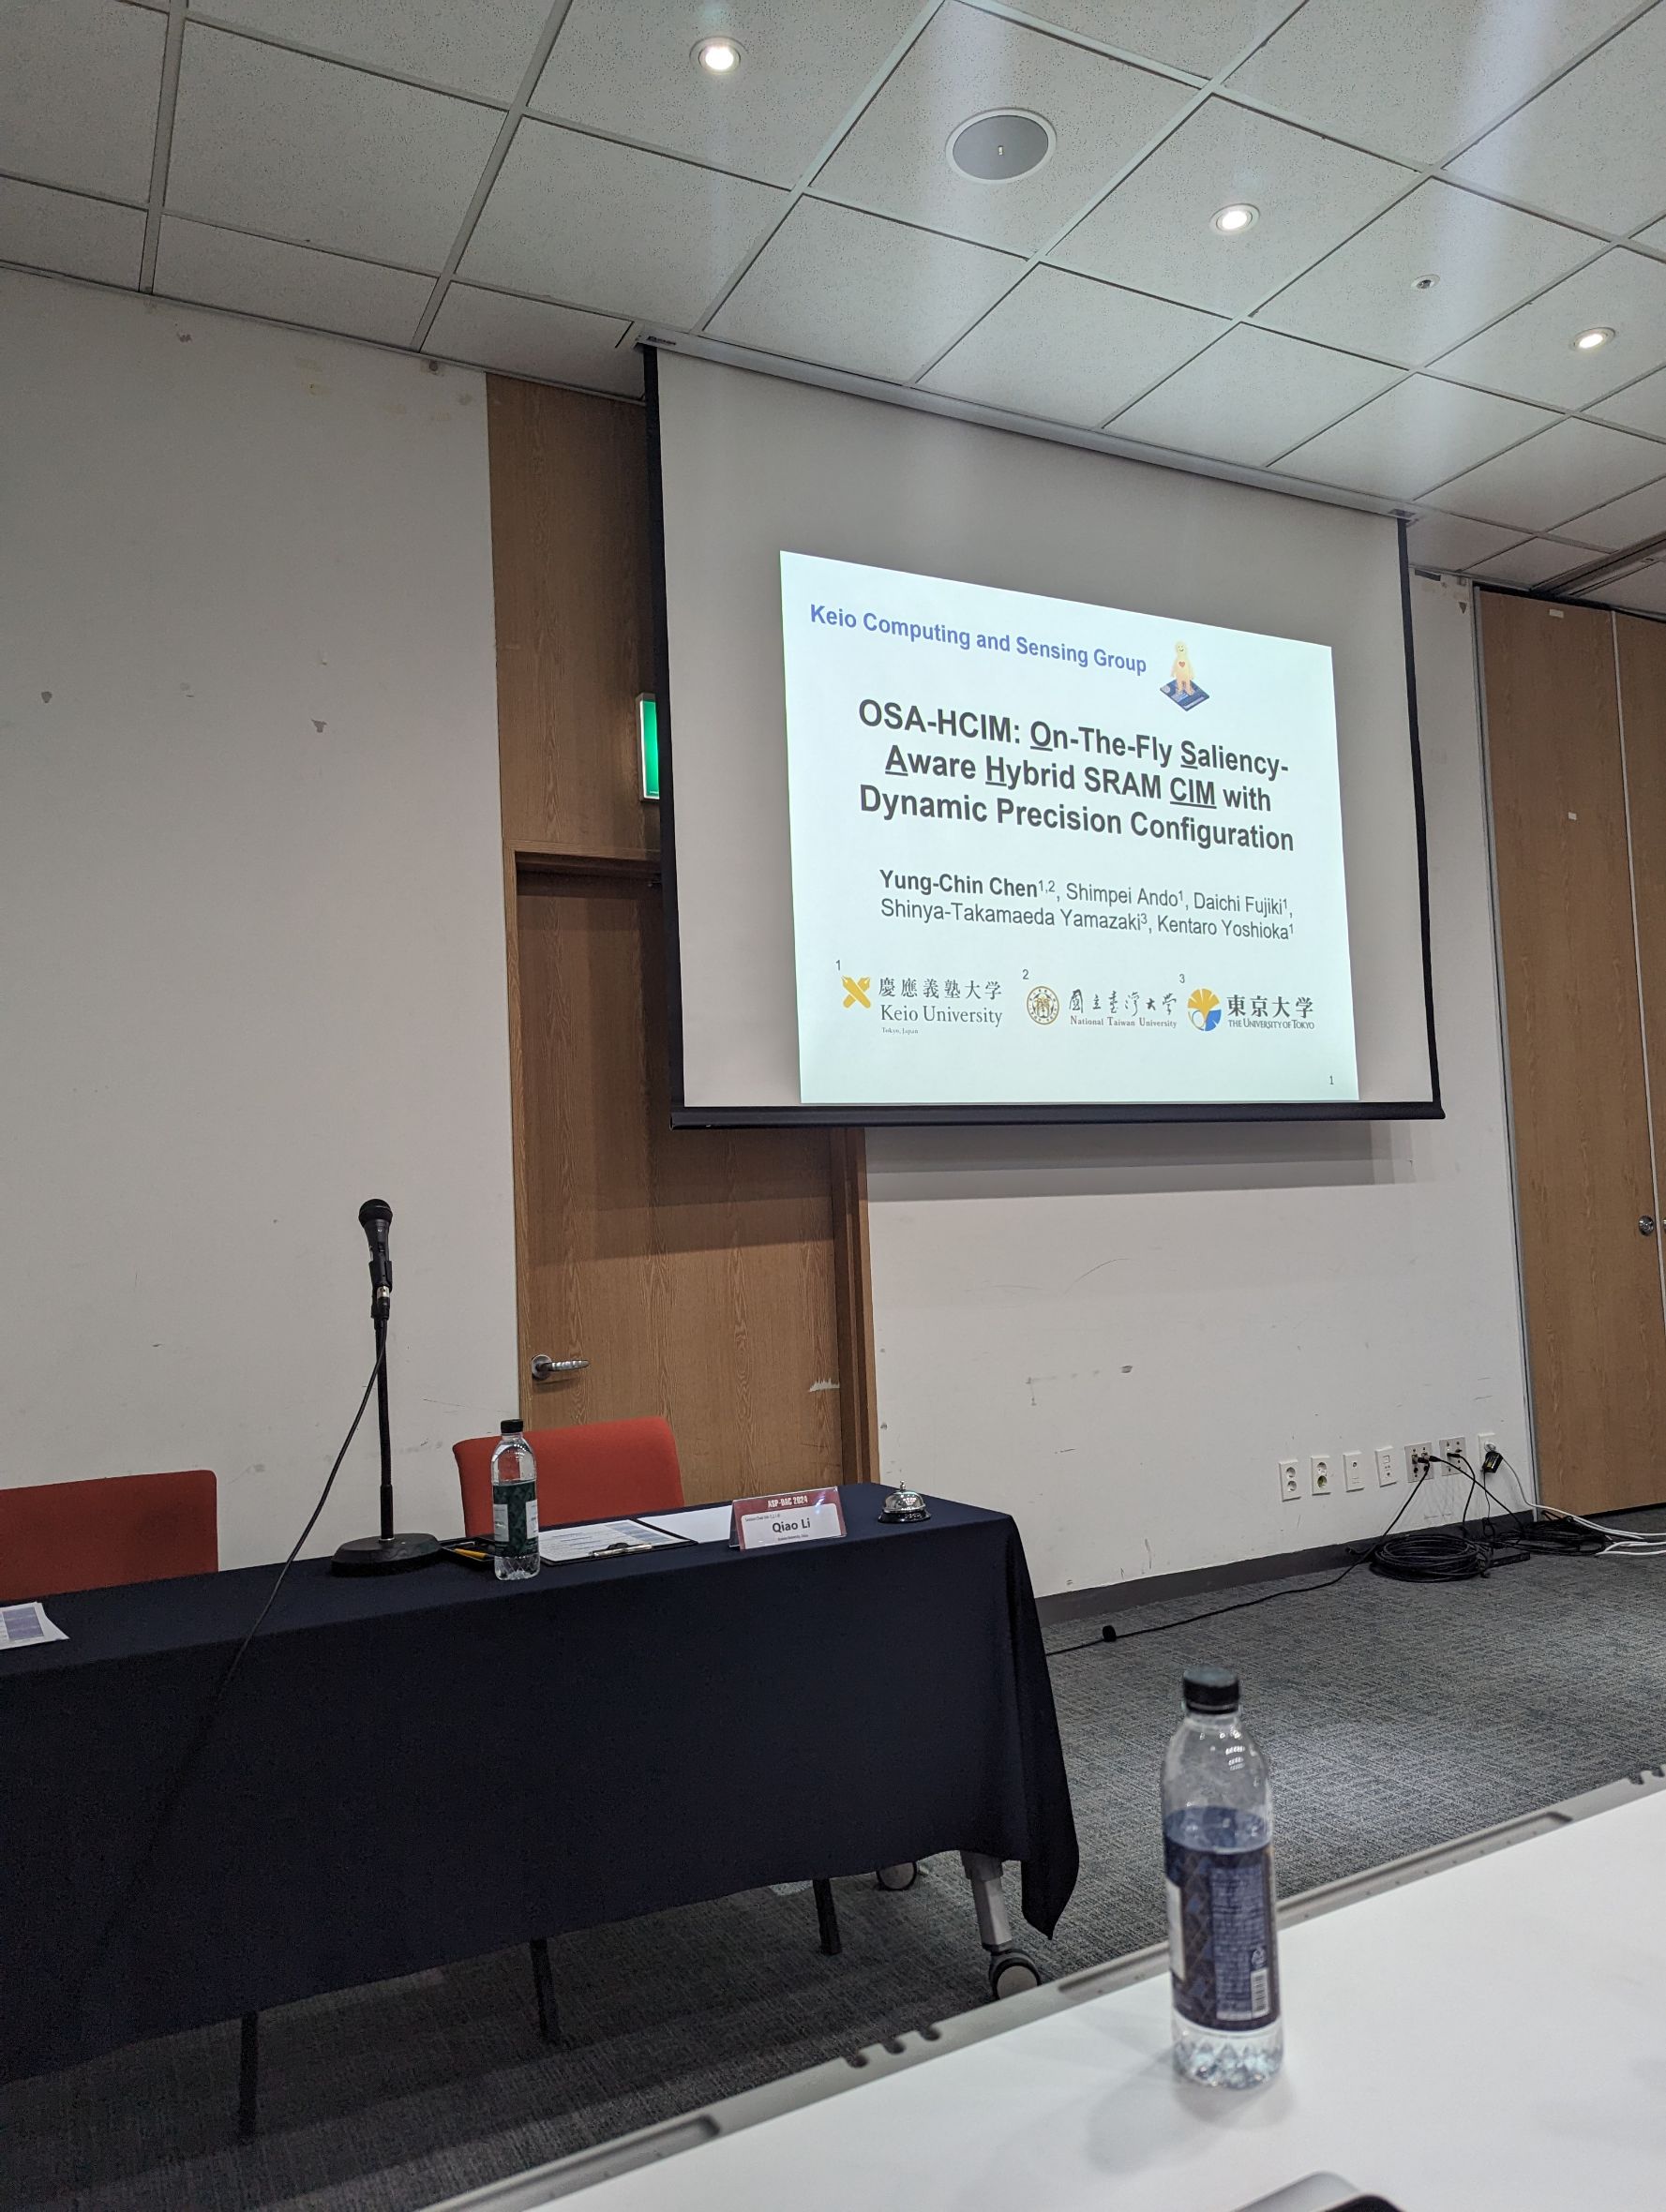 Keio Computing and Sensing Group
OSA-HCIM: On-The-Fly Saliency-
Aware Hybrid SRAM CIM with
Dynamic Precision Configuration
Yung-Chin Chen1,2, Shimpei Ando1, Daichi Fujiki1,
Shinya-Takamaeda Yamazaki3, Kentaro Yoshioka1
1
慶應義塾大学
Keio University
Tokyo, Japan
2
國立臺灣大學
National Taiwan University
3
東京大学
THE UNIVERSITY OF TOKYO
1
ASP-DAC 2024
Qiao Li